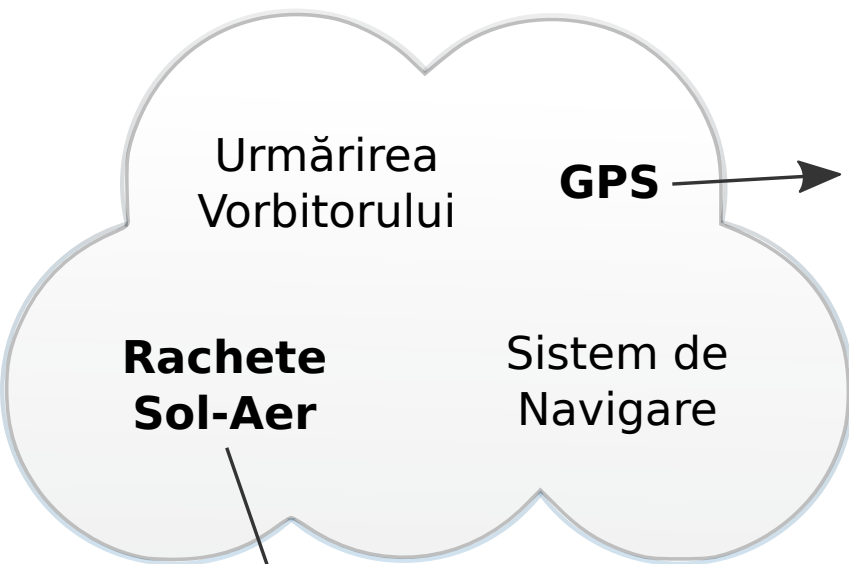 Urmărirea
Vorbitorului
GPS
Rachete
Sol-Aer
Sistem de
Navigare